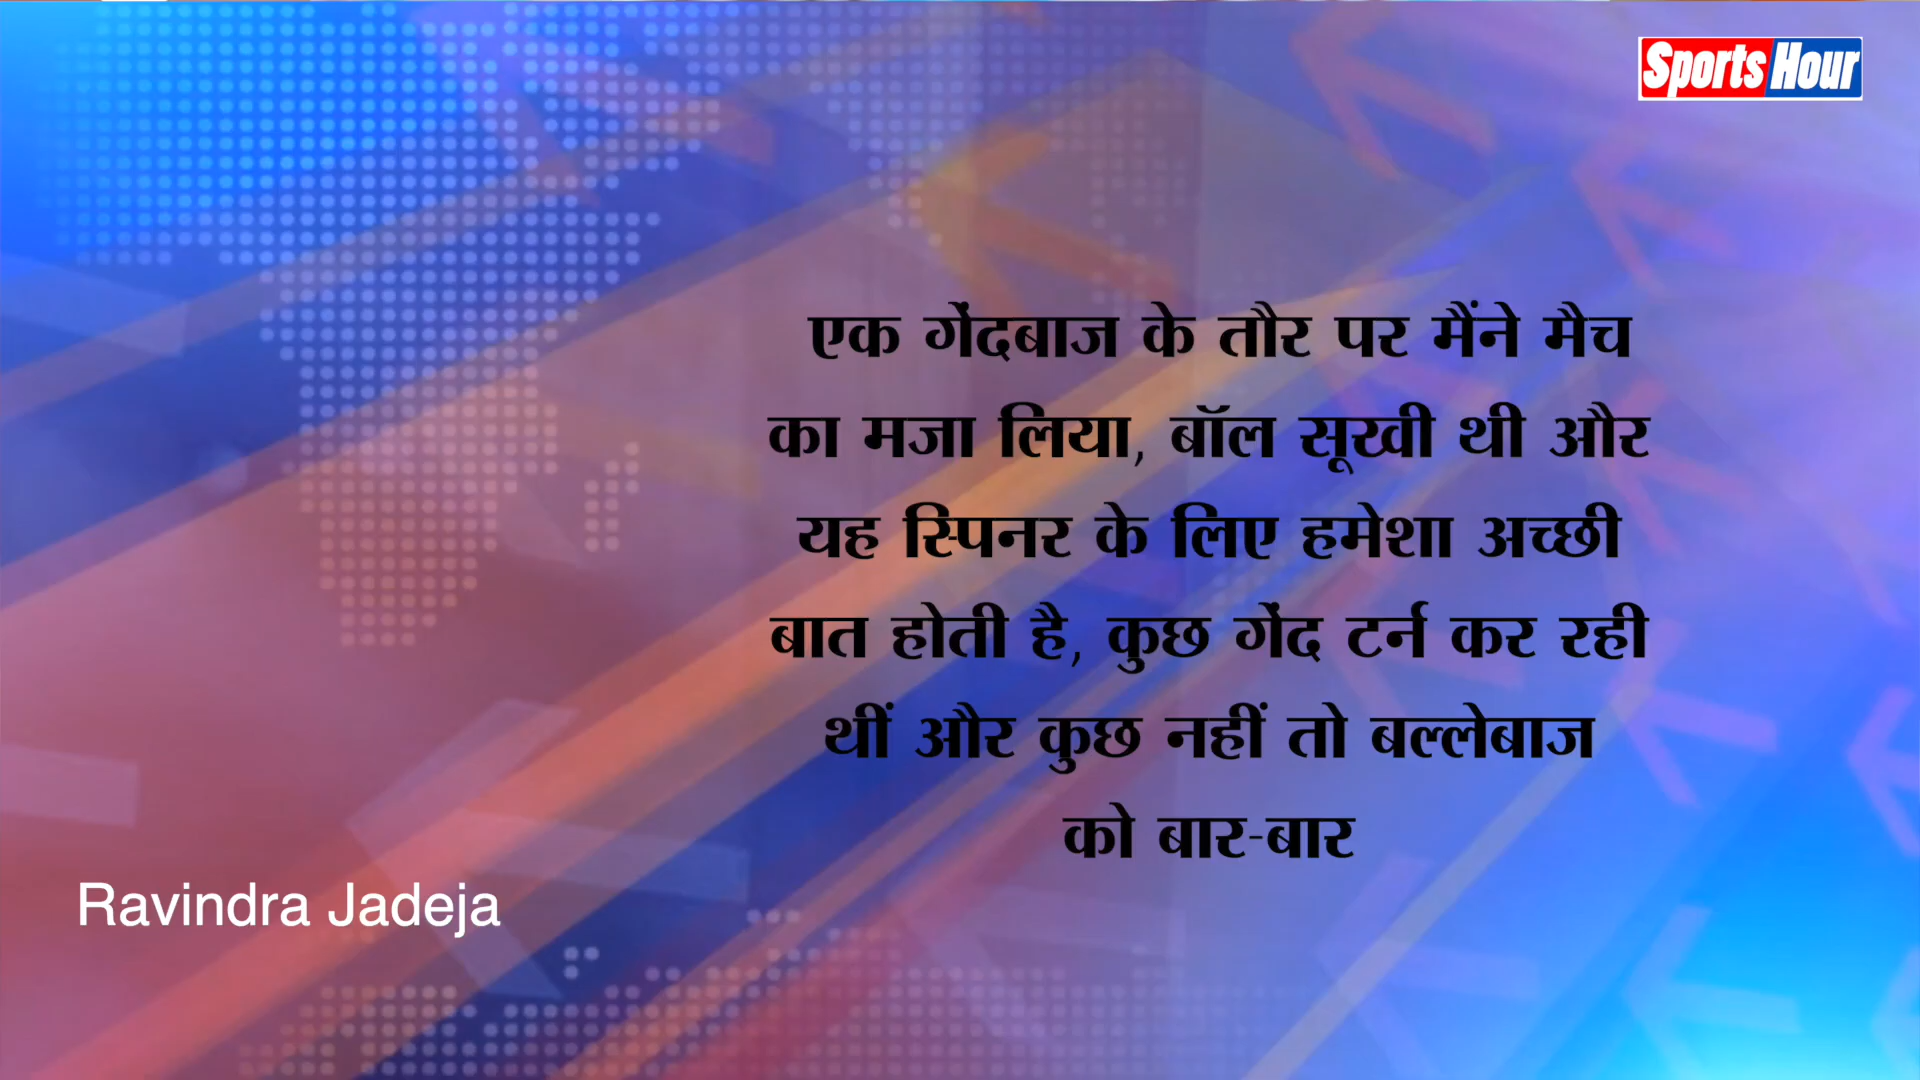 Sports Hour
एक गेंदबाज के तौर पर मैंने मैच
का मजा लिया, बॉल सूखी थी और
यह स्पिनर के लिए हमेशा अच्छी
बात होती है, कुछ गेंद टर्न कर रही
थीं और कुछ नहीं तो बल्लेबाज
को बार-बार
Ravindra Jadeja